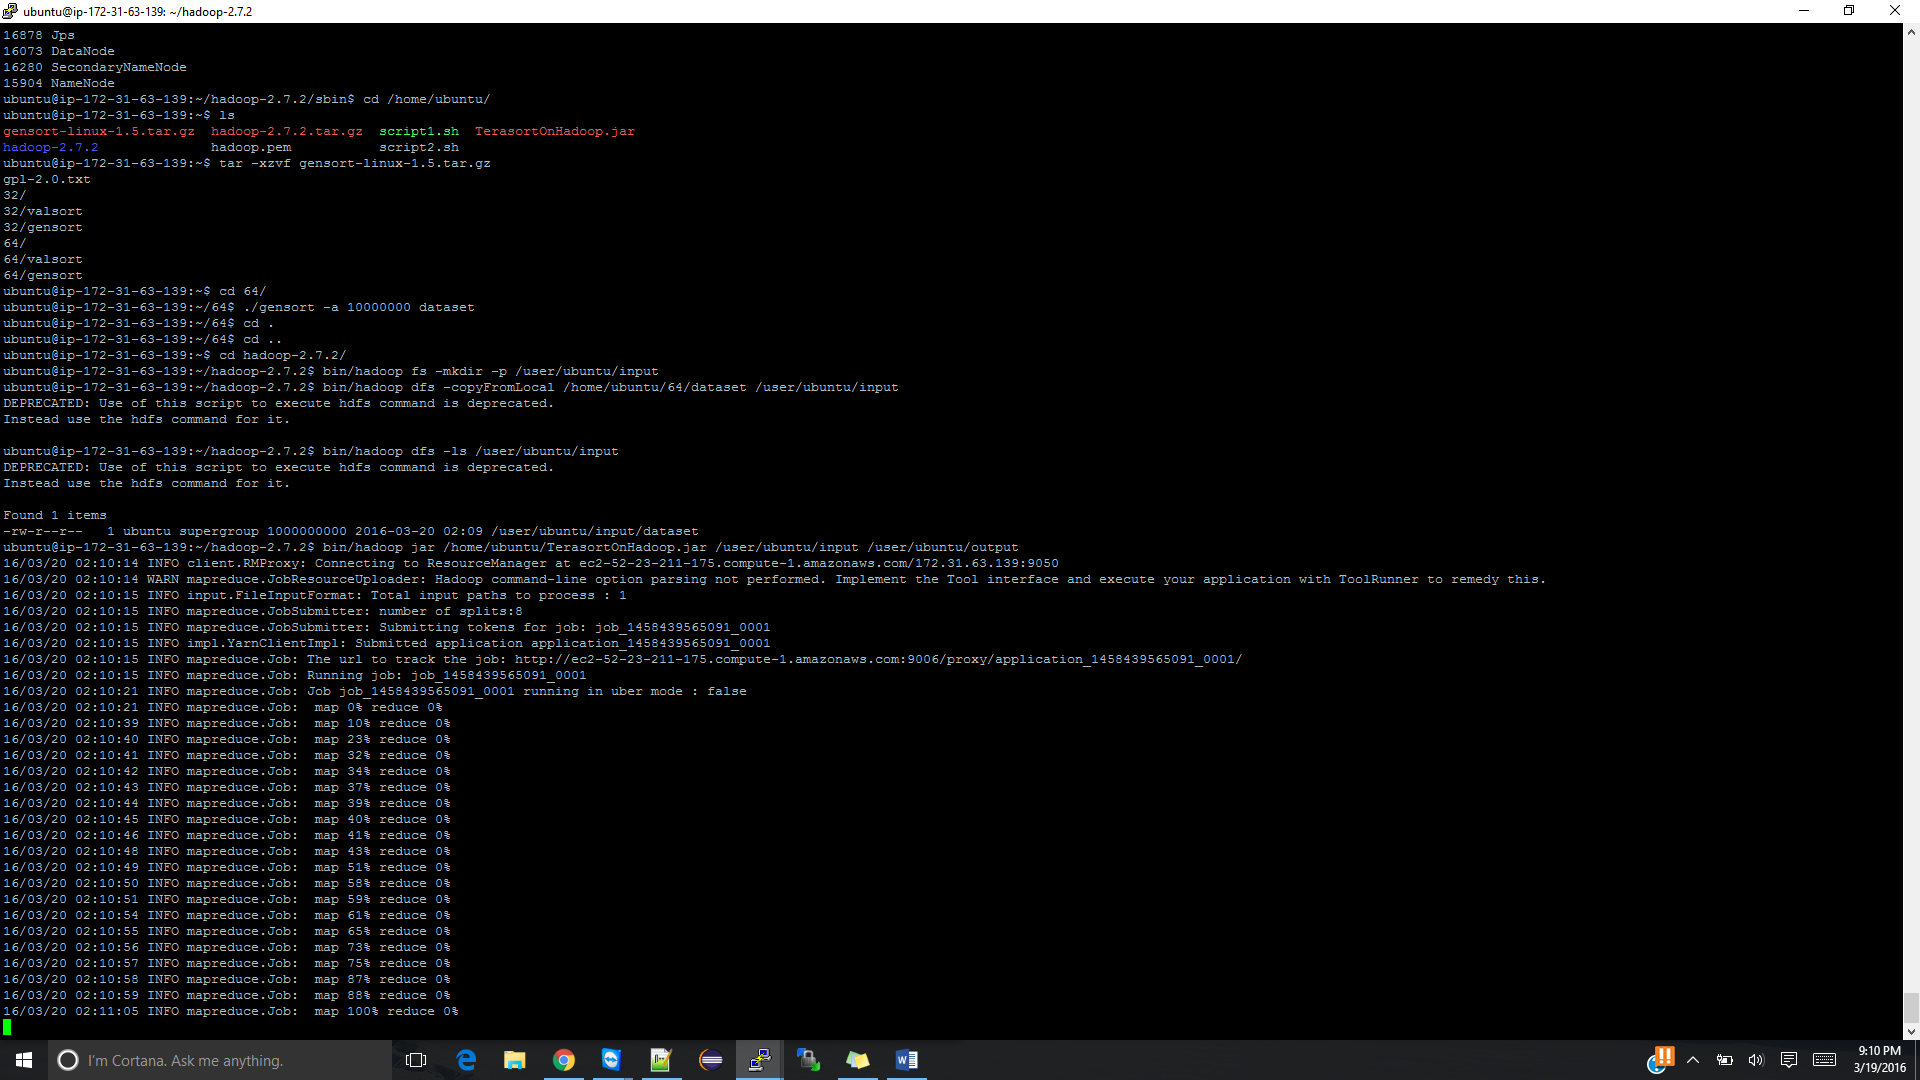 ubuntu@ip-172-31-63-139: ~/hadoop-2.7.2
16878 Jps
16073 DataNode
16280 SecondaryNameNode
15904 NameNode
ubuntu@ip-172-31-63-139:~/hadoop-2.7.2/sbin$ cd /home/ubuntu/
ubuntu@ip-172-31-63-139:~$ ls
gensort-linux-1.5.tar.gz  hadoop-2.7.2.tar.gz  script1.sh  TerasortOnHadoop.jar
hadoop-2.7.2              hadoop.pem           script2.sh
ubuntu@ip-172-31-63-139:~$ tar -xzvf gensort-linux-1.5.tar.gz
gpl-2.0.txt
32/
32/valsort
32/gensort
64/
64/valsort
64/gensort
ubuntu@ip-172-31-63-139:~$ cd 64/
ubuntu@ip-172-31-63-139:~/64$ ./gensort -a 10000000 dataset
ubuntu@ip-172-31-63-139:~/64$ cd .
ubuntu@ip-172-31-63-139:~/64$ cd ..
ubuntu@ip-172-31-63-139:~$ cd hadoop-2.7.2/
ubuntu@ip-172-31-63-139:~/hadoop-2.7.2$ bin/hadoop fs -mkdir -p /user/ubuntu/input
ubuntu@ip-172-31-63-139:~/hadoop-2.7.2$ bin/hadoop dfs -copyFromLocal /home/ubuntu/64/dataset /user/ubuntu/input
DEPRECATED: Use of this script to execute hdfs command is deprecated.
Instead use the hdfs command for it.
ubuntu@ip-172-31-63-139:~/hadoop-2.7.2$ bin/hadoop dfs -ls /user/ubuntu/input
DEPRECATED: Use of this script to execute hdfs command is deprecated.
Instead use the hdfs command for it.
Found 1 items
-rw-r--r--   1 ubuntu supergroup 1000000000 2016-03-20 02:09 /user/ubuntu/input/dataset
ubuntu@ip-172-31-63-139:~/hadoop-2.7.2$ bin/hadoop jar /home/ubuntu/TerasortOnHadoop.jar /user/ubuntu/input /user/ubuntu/output
16/03/20 02:10:14 INFO client.RMProxy: Connecting to ResourceManager at ec2-52-23-211-175.compute-1.amazonaws.com/172.31.63.139:9050
16/03/20 02:10:14 WARN mapreduce.JobResourceUploader: Hadoop command-line option parsing not performed. Implement the Tool interface and execute your application with ToolRunner to remedy this.
16/03/20 02:10:15 INFO input.FileInputFormat: Total input paths to process : 1
16/03/20 02:10:15 INFO mapreduce.JobSubmitter: number of splits:8
16/03/20 02:10:15 INFO mapreduce.JobSubmitter: Submitting tokens for job: job_1458439565091_0001
16/03/20 02:10:15 INFO impl.YarnClientImpl: Submitted application application_1458439565091_0001
16/03/20 02:10:15 INFO mapreduce.Job: The url to track the job: http://ec2-52-23-211-175.compute-1.amazonaws.com:9006/proxy/application_1458439565091_0001/
16/03/20 02:10:15 INFO mapreduce.Job: Running job: job_1458439565091_0001
16/03/20 02:10:21 INFO mapreduce.Job: Job job_1458439565091_0001 running in uber mode : false
16/03/20 02:10:21 INFO mapreduce.Job:  map 0% reduce 0%
16/03/20 02:10:39 INFO mapreduce.Job:  map 10% reduce 0%
16/03/20 02:10:40 INFO mapreduce.Job:  map 23% reduce 0%
16/03/20 02:10:41 INFO mapreduce.Job:  map 32% reduce 0%
16/03/20 02:10:42 INFO mapreduce.Job:  map 34% reduce 0%
16/03/20 02:10:43 INFO mapreduce.Job:  map 37% reduce 0%
16/03/20 02:10:44 INFO mapreduce.Job:  map 39% reduce 0%
16/03/20 02:10:45 INFO mapreduce.Job:  map 40% reduce 0%
16/03/20 02:10:46 INFO mapreduce.Job:  map 41% reduce 0%
16/03/20 02:10:48 INFO mapreduce.Job:  map 43% reduce 0%
16/03/20 02:10:49 INFO mapreduce.Job:  map 51% reduce 0%
16/03/20 02:10:50 INFO mapreduce.Job:  map 58% reduce 0%
16/03/20 02:10:51 INFO mapreduce.Job:  map 59% reduce 0%
16/03/20 02:10:54 INFO mapreduce.Job:  map 61% reduce 0%
16/03/20 02:10:55 INFO mapreduce.Job:  map 65% reduce 0%
16/03/20 02:10:56 INFO mapreduce.Job:  map 73% reduce 0%
16/03/20 02:10:57 INFO mapreduce.Job:  map 75% reduce 0%
16/03/20 02:10:58 INFO mapreduce.Job:  map 87% reduce 0%
16/03/20 02:10:59 INFO mapreduce.Job:  map 88% reduce 0%
16/03/20 02:11:05 INFO mapreduce.Job:  map 100% reduce 0%
I'm Cortana. Ask me anything.
9:10 PM
3/19/2016